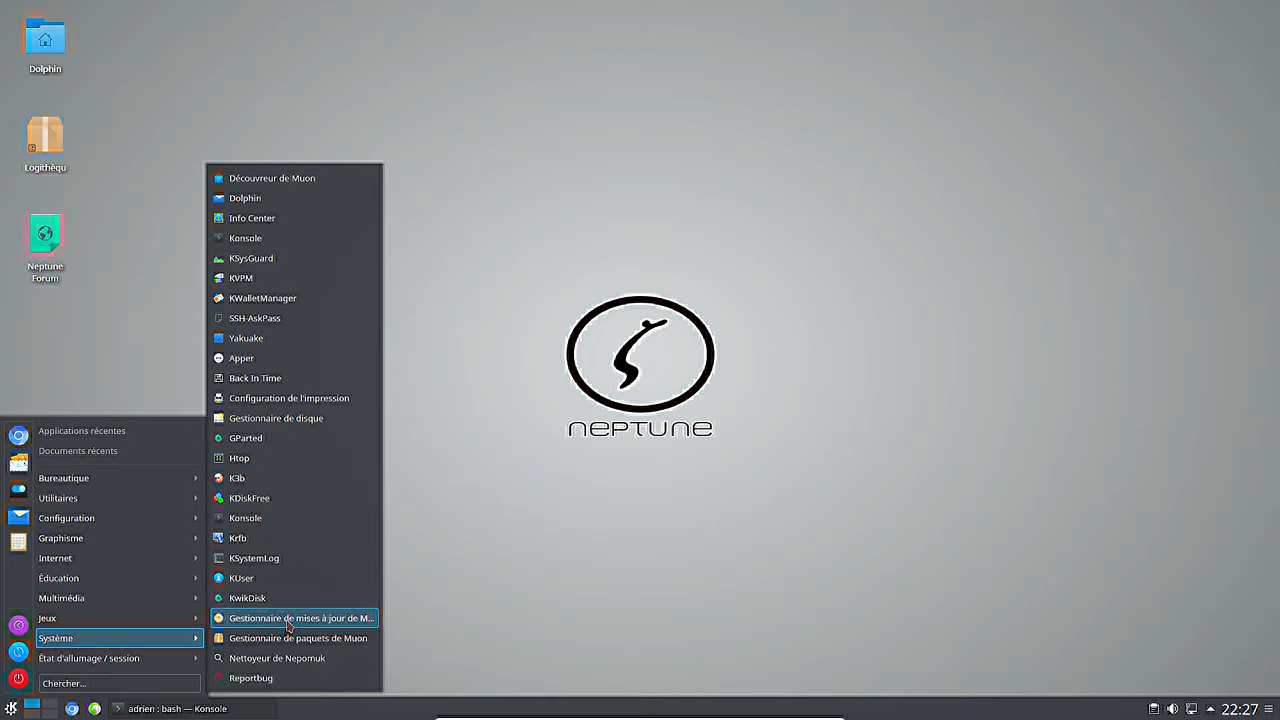 Dolphin
Logithèqu
Neptune
Forum
NEPTUNE
Découvreur de Muon
Dolphin
Info Center
Konsole
KSysGuard
KVPM
KWalletManager
SSH-AskPass
Yakuake
Apper
Back In Time
Configuration de l'impression
Gestionnaire de disque
GParted
Htop
K3b
KDiskFree
Konsole
Krfb
KSystemLog
KUser
KwikDisk
Gestionnaire de mises à jour de M...
Gestionnaire de paquets de Muon
Nettoyeur de Nepomuk
Reportbug
Applications récentes
Documents récents
Bureautique
Utilitaires
Configuration
Graphisme
Internet
Éducation
Multimédia
Jeux
Système
État d'allumage / session
Chercher...
adrien : bash — Konsole
22:27